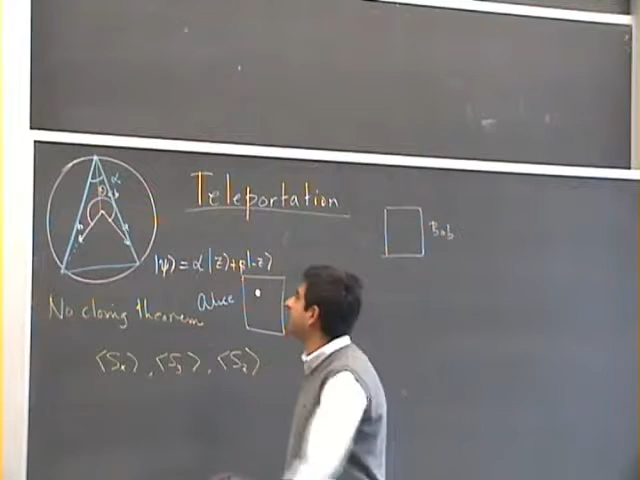 α
Teleportation
Bob
|ψ⟩ = α|z⟩+β|-z⟩
Alice
No cloning theorem
⟨Sx⟩, ⟨Sy⟩, ⟨Sz⟩